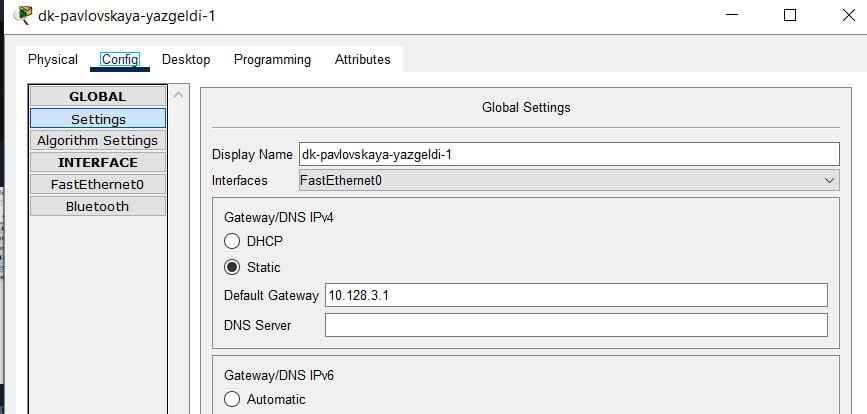 dk-pavlovskaya-yazgeldi-1
Physical Config Desktop Programming Attributes
GLOBAL
Settings
Algorithm Settings
INTERFACE
FastEthernet0
Bluetooth
Global Settings
Display Name dk-pavlovskaya-yazgeldi-1
Interfaces FastEthernet0
Gateway/DNS IPv4
DHCP
Static
Default Gateway 10.128.3.1
DNS Server
Gateway/DNS IPv6
Automatic